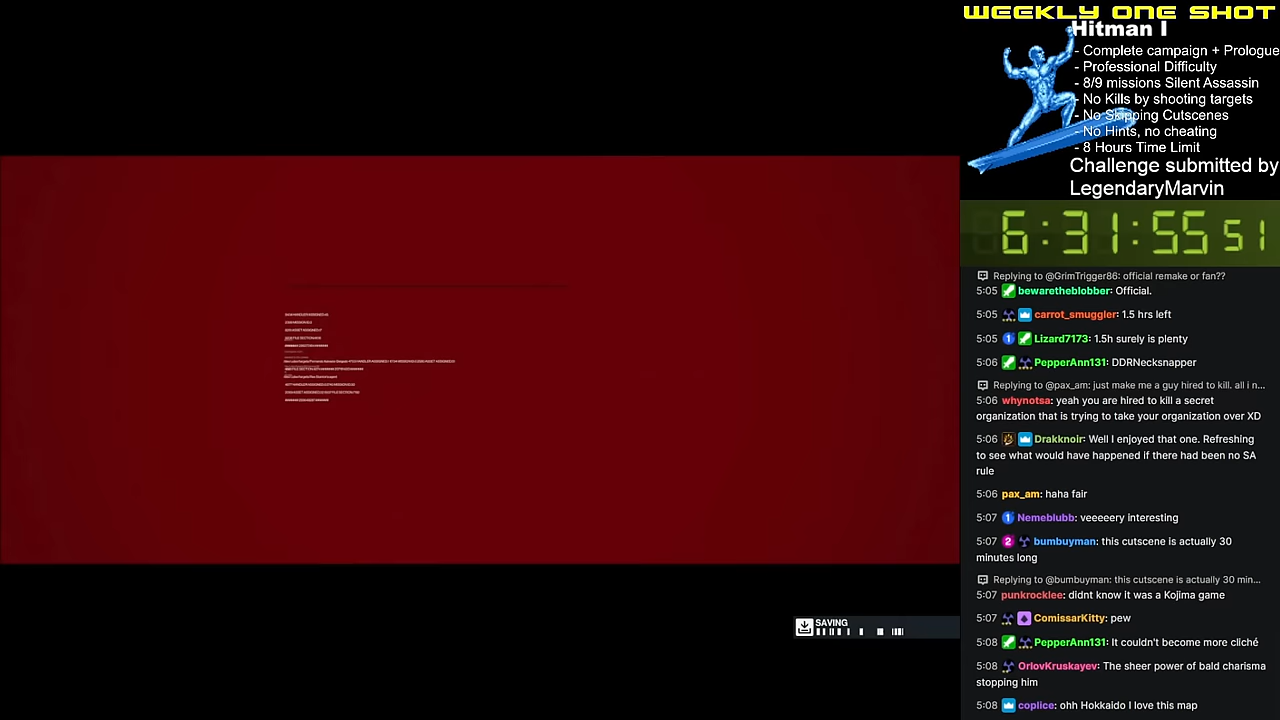 WEEKLY ONE SHOT
Hitman I
- Complete campaign + Prologue
- Professional Difficulty
- 8/9 missions Silent Assassin
- No Kills by shooting targets
- No Skipping Cutscenes
- No Hints, no cheating
- 8 Hours Time Limit
Challenge submitted by
LegendaryMarvin
6:31:55 51
Replying to @GrimTrigger86: official remake or fan??
5:05 bewaretheblobber: Official.
5:05 carrot_smuggler: 1.5 hrs left
5:05 Lizard7173: 1.5h surely is plenty
5:05 PepperAnn131: DDDDDDN
Replying to @pax_am: just make me a guy hired to kill. all i n...
5:06 whynotsa: yeah you are hired to kill a secret
organization that is trying to take your organization over XD
5:06 Drakknoir: Well I enjoyed that one. Refreshing
to see what would have happened if there had been no SA
rule
5:06 pax_am: haha fair
5:07 Nemeblubb: veeeeery interesting
5:07 bumbuyman: this cutscene is actually 30
minutes long
Replying to @bumbuyman: this cutscene is actually 30 min...
5:07 punkrocklee: didnt know it was a Kojima game
5:07 ComissarKitty: pew
5:08 PepperAnn131: It couldn't become more cliché
5:08 OrlovKruskayev: The sheer power of bald charisma
stopping him
5:08 coplice: ohh Hokkaido I love this map
SAVING